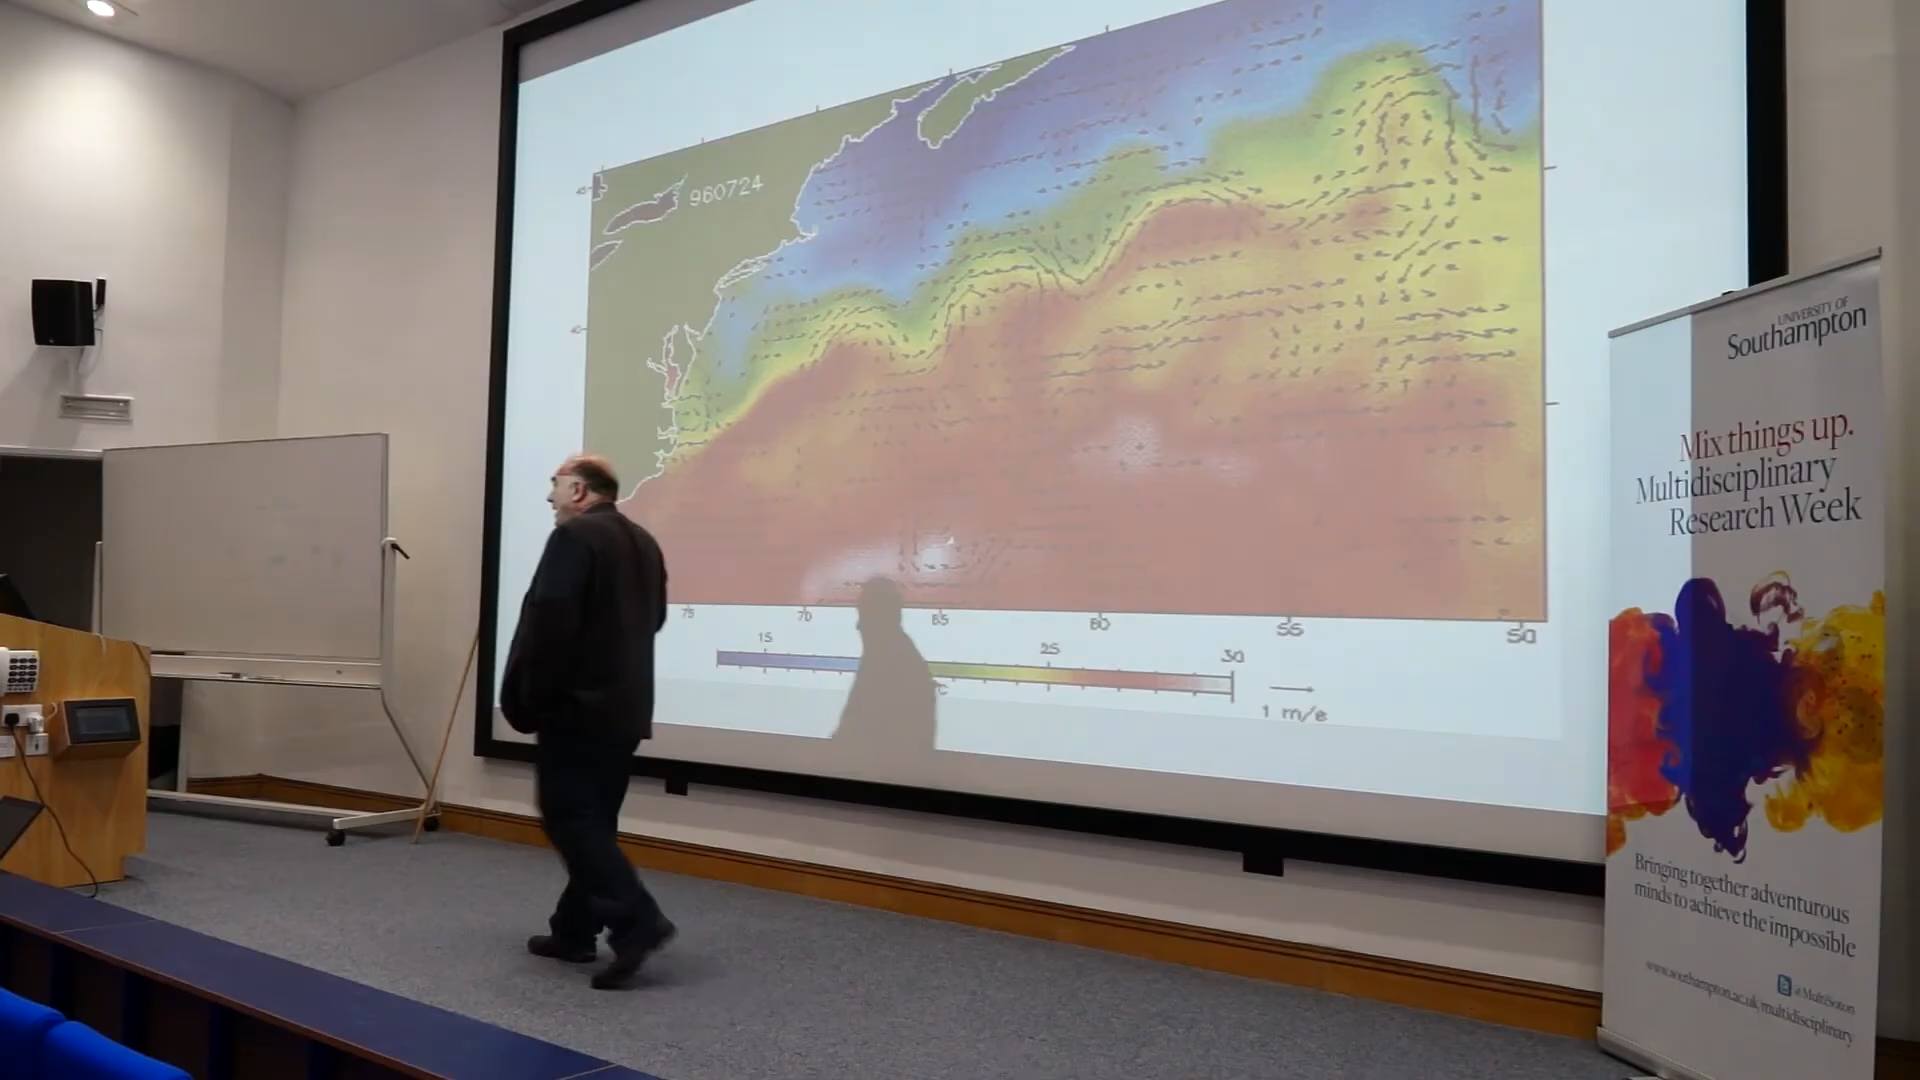 45
960724
40
75
70
65
60
55
50
15
25
30
°C
1 m/s
UNIVERSITY OF
Southampton
Mix things up.
Multidisciplinary
Research Week
Bringing together adventurous
minds to achieve the impossible
@MultiSoton
www.southampton.ac.uk/multidisciplinary